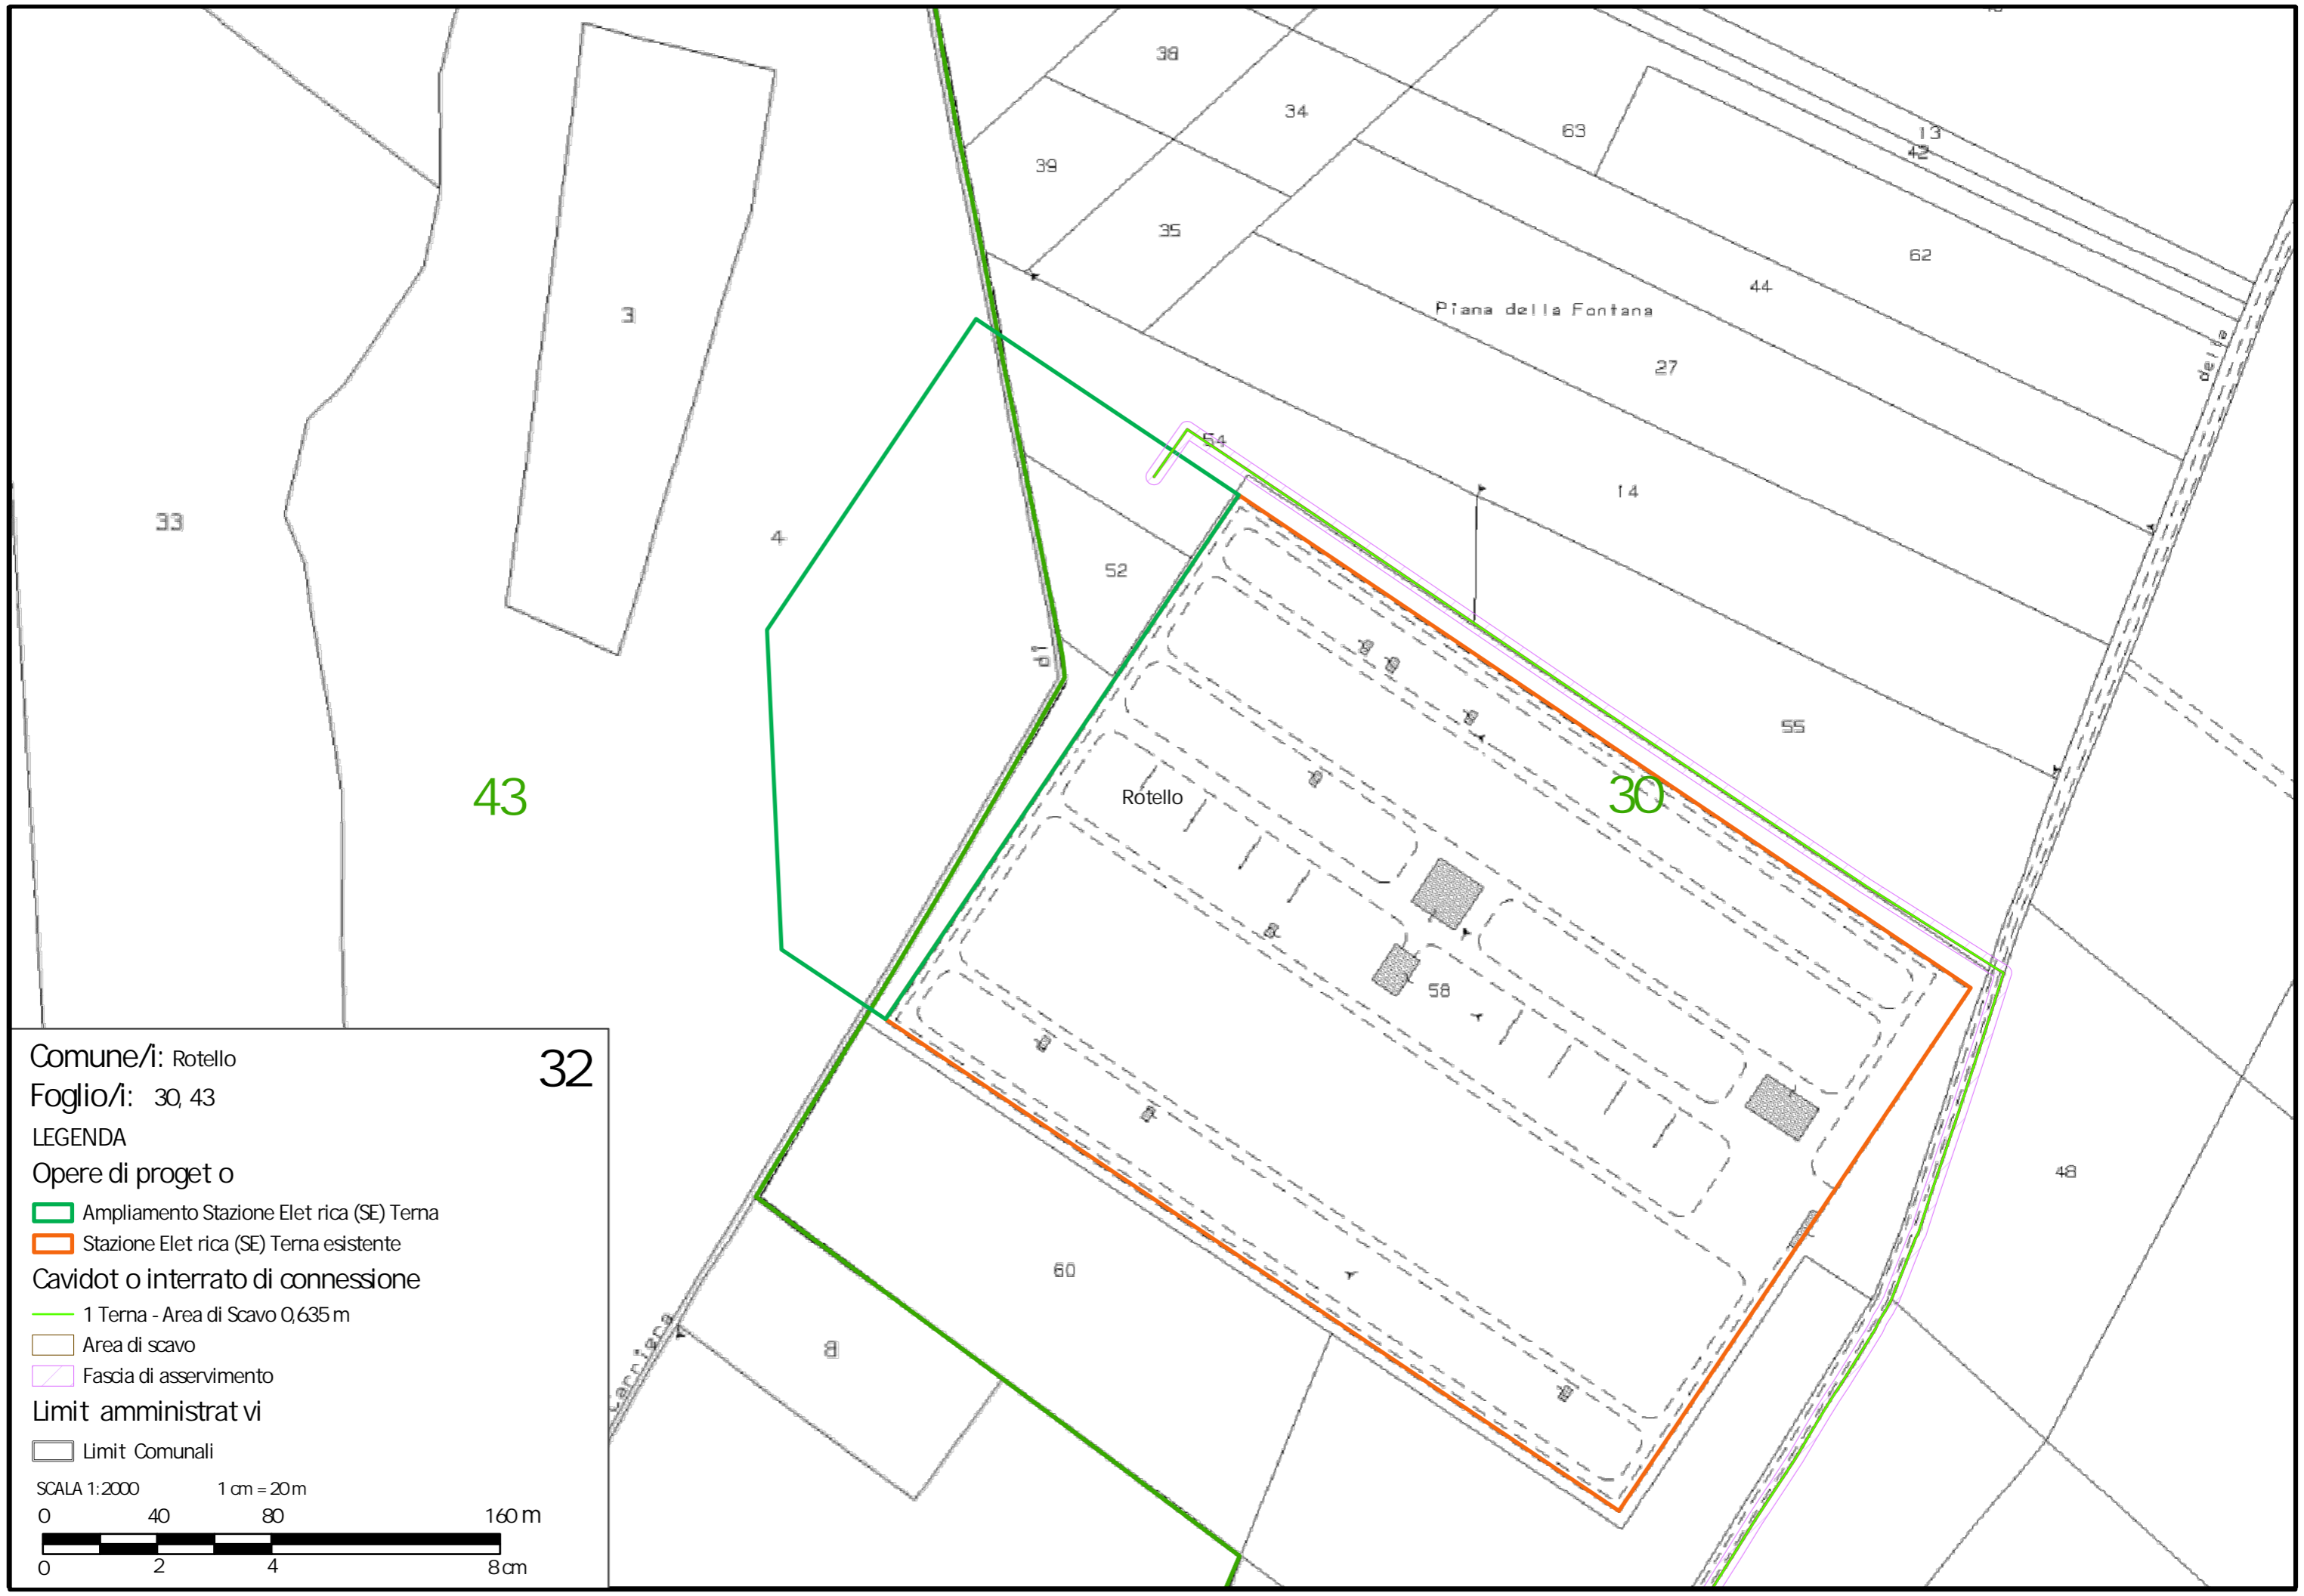 38
34
63
13
42
39
35
62
44
Piana della Fontana
27
delle
3
54
14
33
4
52
d1
55
43
Rotello
30
58
48
60
8
Carriera
Comune/i: Rotello
32
Foglio/i: 30, 43
LEGENDA
Opere di proget o
Ampliamento Stazione Elet rica (SE) Terna
Stazione Elet rica (SE) Terna esistente
Cavidot o interrato di connessione
1 Terna - Area di Scavo 0,635 m
Area di scavo
Fascia di asservimento
Limit amministrat vi
Limit Comunali
SCALA 1:2000 1 cm = 20 m
0 40 80 160 m
0 2 4 8 cm